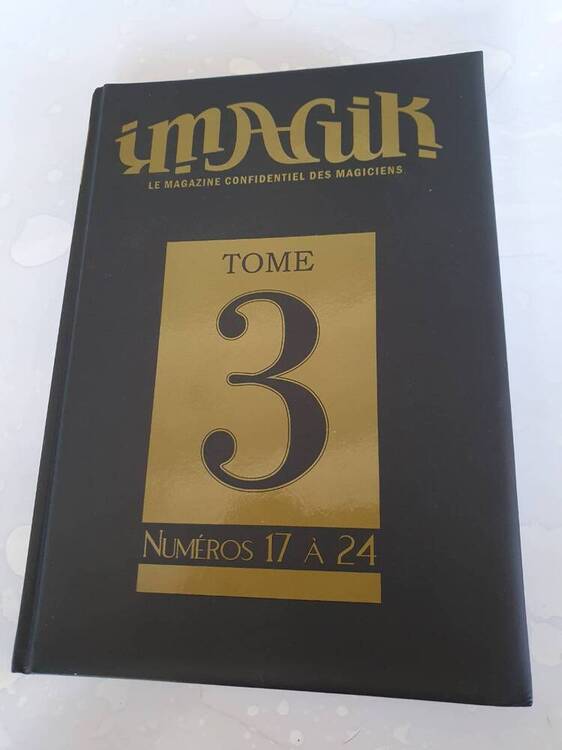 imAGik
LE MAGAZINE CONFIDENTIEL DES MAGICIENS
TOME
3
NUMÉROS 17 À 24